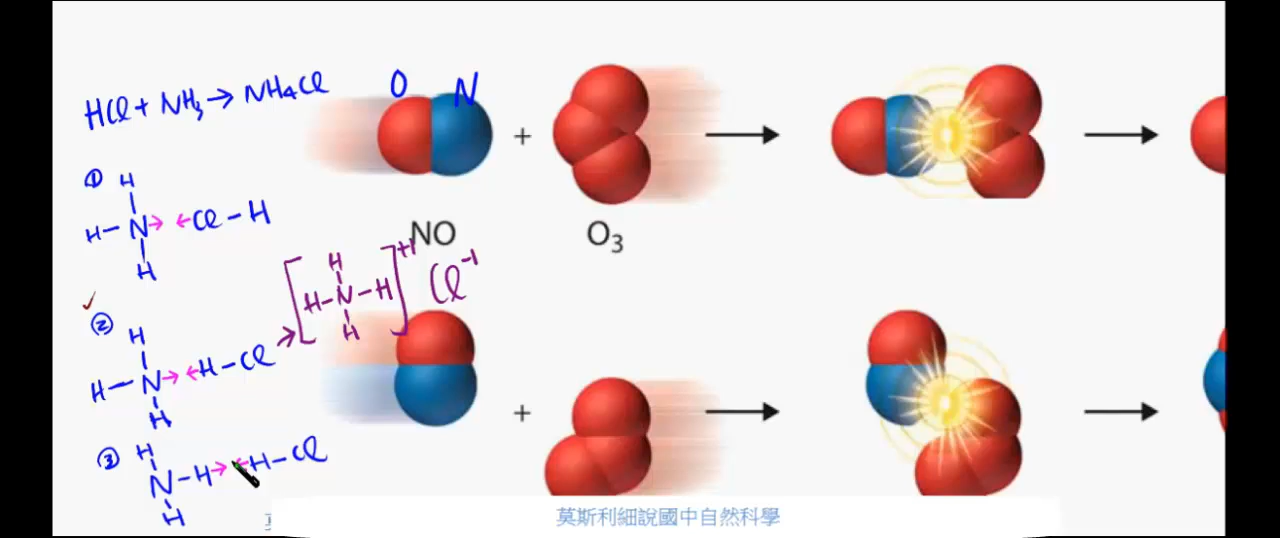 HCl + NH₃ → NH₄Cl
O N
+
①
H
H-N→ ←Cl-H
H
NO
O₃
[H-N-H]⁺¹ Cl⁻¹
H
H
✓
②
H
H-N→ ←H-Cl →
H
+
③
H
N-H→ ←H-Cl
H
莫斯利細說國中自然科學